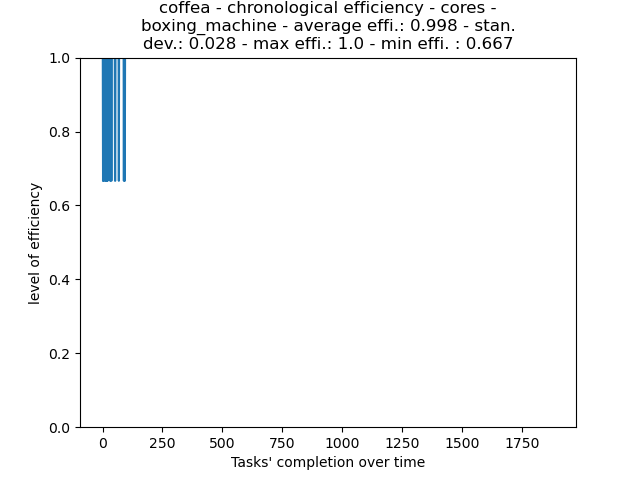 coffea - chronological efficiency - cores -
boxing_machine - average effi.: 0.998 - stan.
dev.: 0.028 - max effi.: 1.0 - min effi. : 0.667
1.0
0.8
0.6
0.4
0.2
0.0
level of efficiency
0 250 500 750 1000 1250 1500 1750
Tasks' completion over time